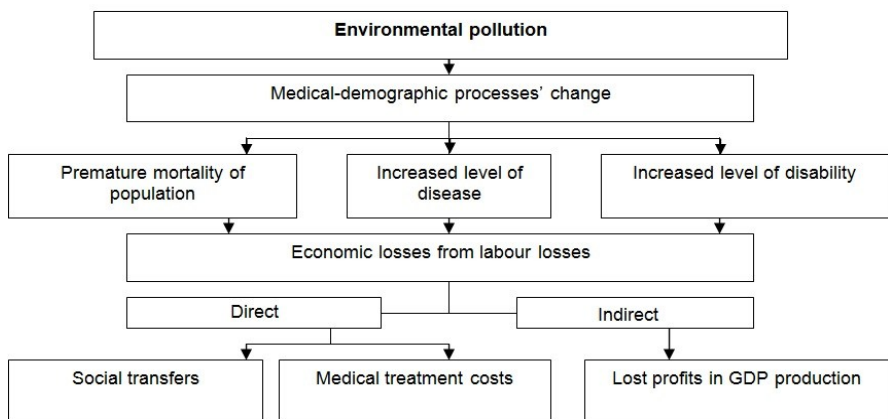 Environmental pollution
Medical-demographic processes' change
Premature mortality of
population
Increased level of
disease
Increased level of disability
Economic losses from labour losses
Direct
Indirect
Social transfers
Medical treatment costs
Lost profits in GDP production